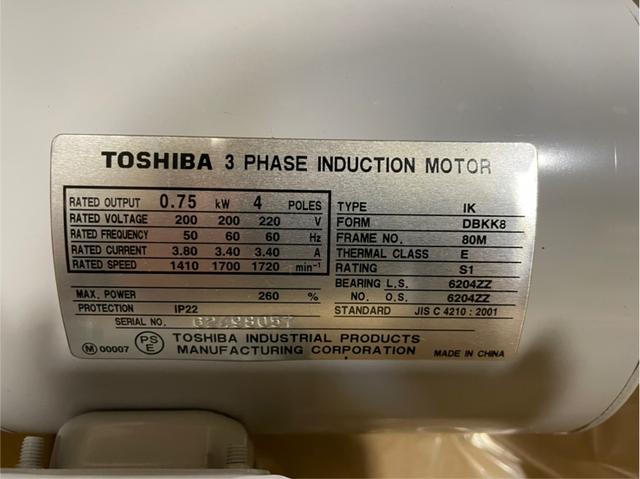 TOSHIBA 3 PHASE INDUCTION MOTOR
RATED OUTPUT 0.75 kW 4 POLES
RATED VOLTAGE 200 200 220 V
RATED FREQUENCY 50 60 60 Hz
RATED CURRENT 3.80 3.40 3.40 A
RATED SPEED 1410 1700 1720 min⁻¹
MAX. POWER 260 %
PROTECTION IP22
SERIAL NO.
TYPE IK
FORM DBKK8
FRAME NO. 80M
THERMAL CLASS E
RATING S1
BEARING L.S. 6204ZZ
NO. O.S. 6204ZZ
STANDARD JIS C 4210 : 2001
M 00007
PS
E
TOSHIBA INDUSTRIAL PRODUCTS
MANUFACTURING CORPORATION
MADE IN CHINA